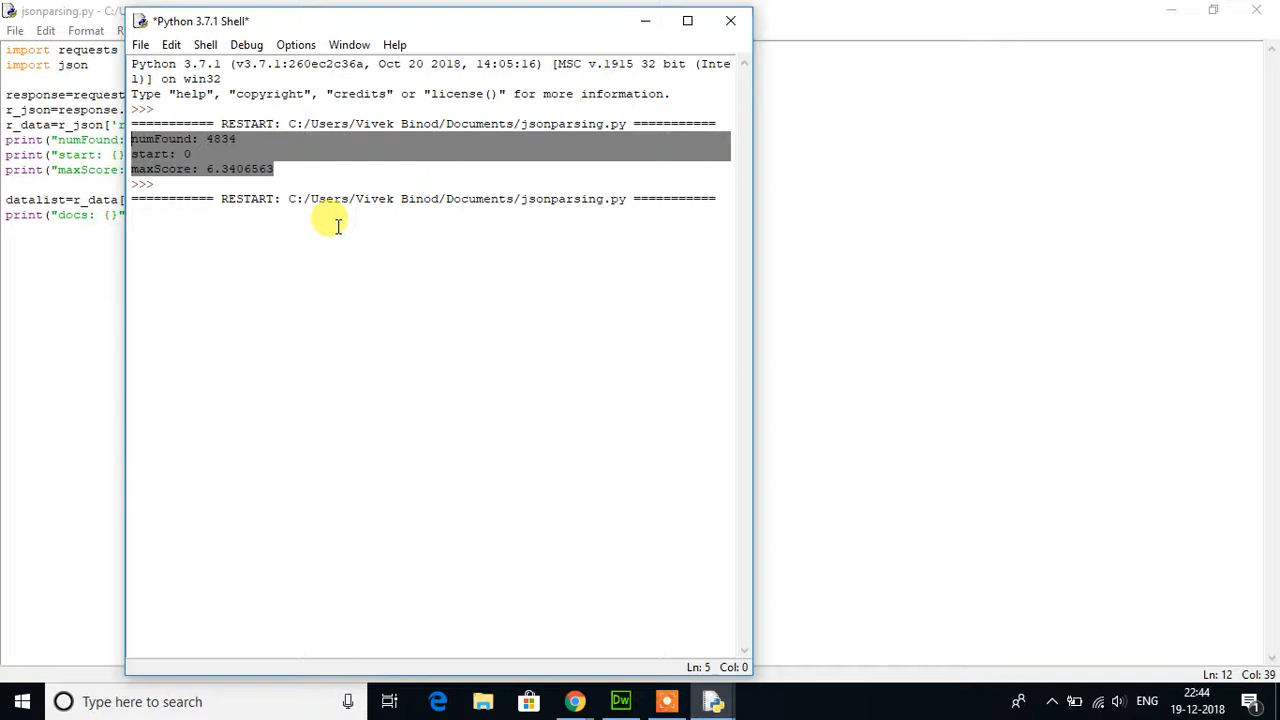 jsonparsing.py - C:/U
*Python 3.7.1 Shell*
File Edit Format R
File Edit Shell Debug Options Window Help
import requests
import json
response=request
r_json=response.
r_data=r_json['r
print("numFound:
print("start: {}
print("maxScore:
datalist=r_data[
print("docs: {}"
Python 3.7.1 (v3.7.1:260ec2c36a, Oct 20 2018, 14:05:16) [MSC v.1915 32 bit (Inte
l)] on win32
Type "help", "copyright", "credits" or "license()" for more information.
>>>
=========== RESTART: C:/Users/Vivek Binod/Documents/jsonparsing.py ===========
numFound: 4834
start: 0
maxScore: 6.3406563
>>>
=========== RESTART: C:/Users/Vivek Binod/Documents/jsonparsing.py ===========
Ln: 5 Col: 0
Ln: 12 Col: 39
Type here to search
Dw
ENG
22:44
19-12-2018
1